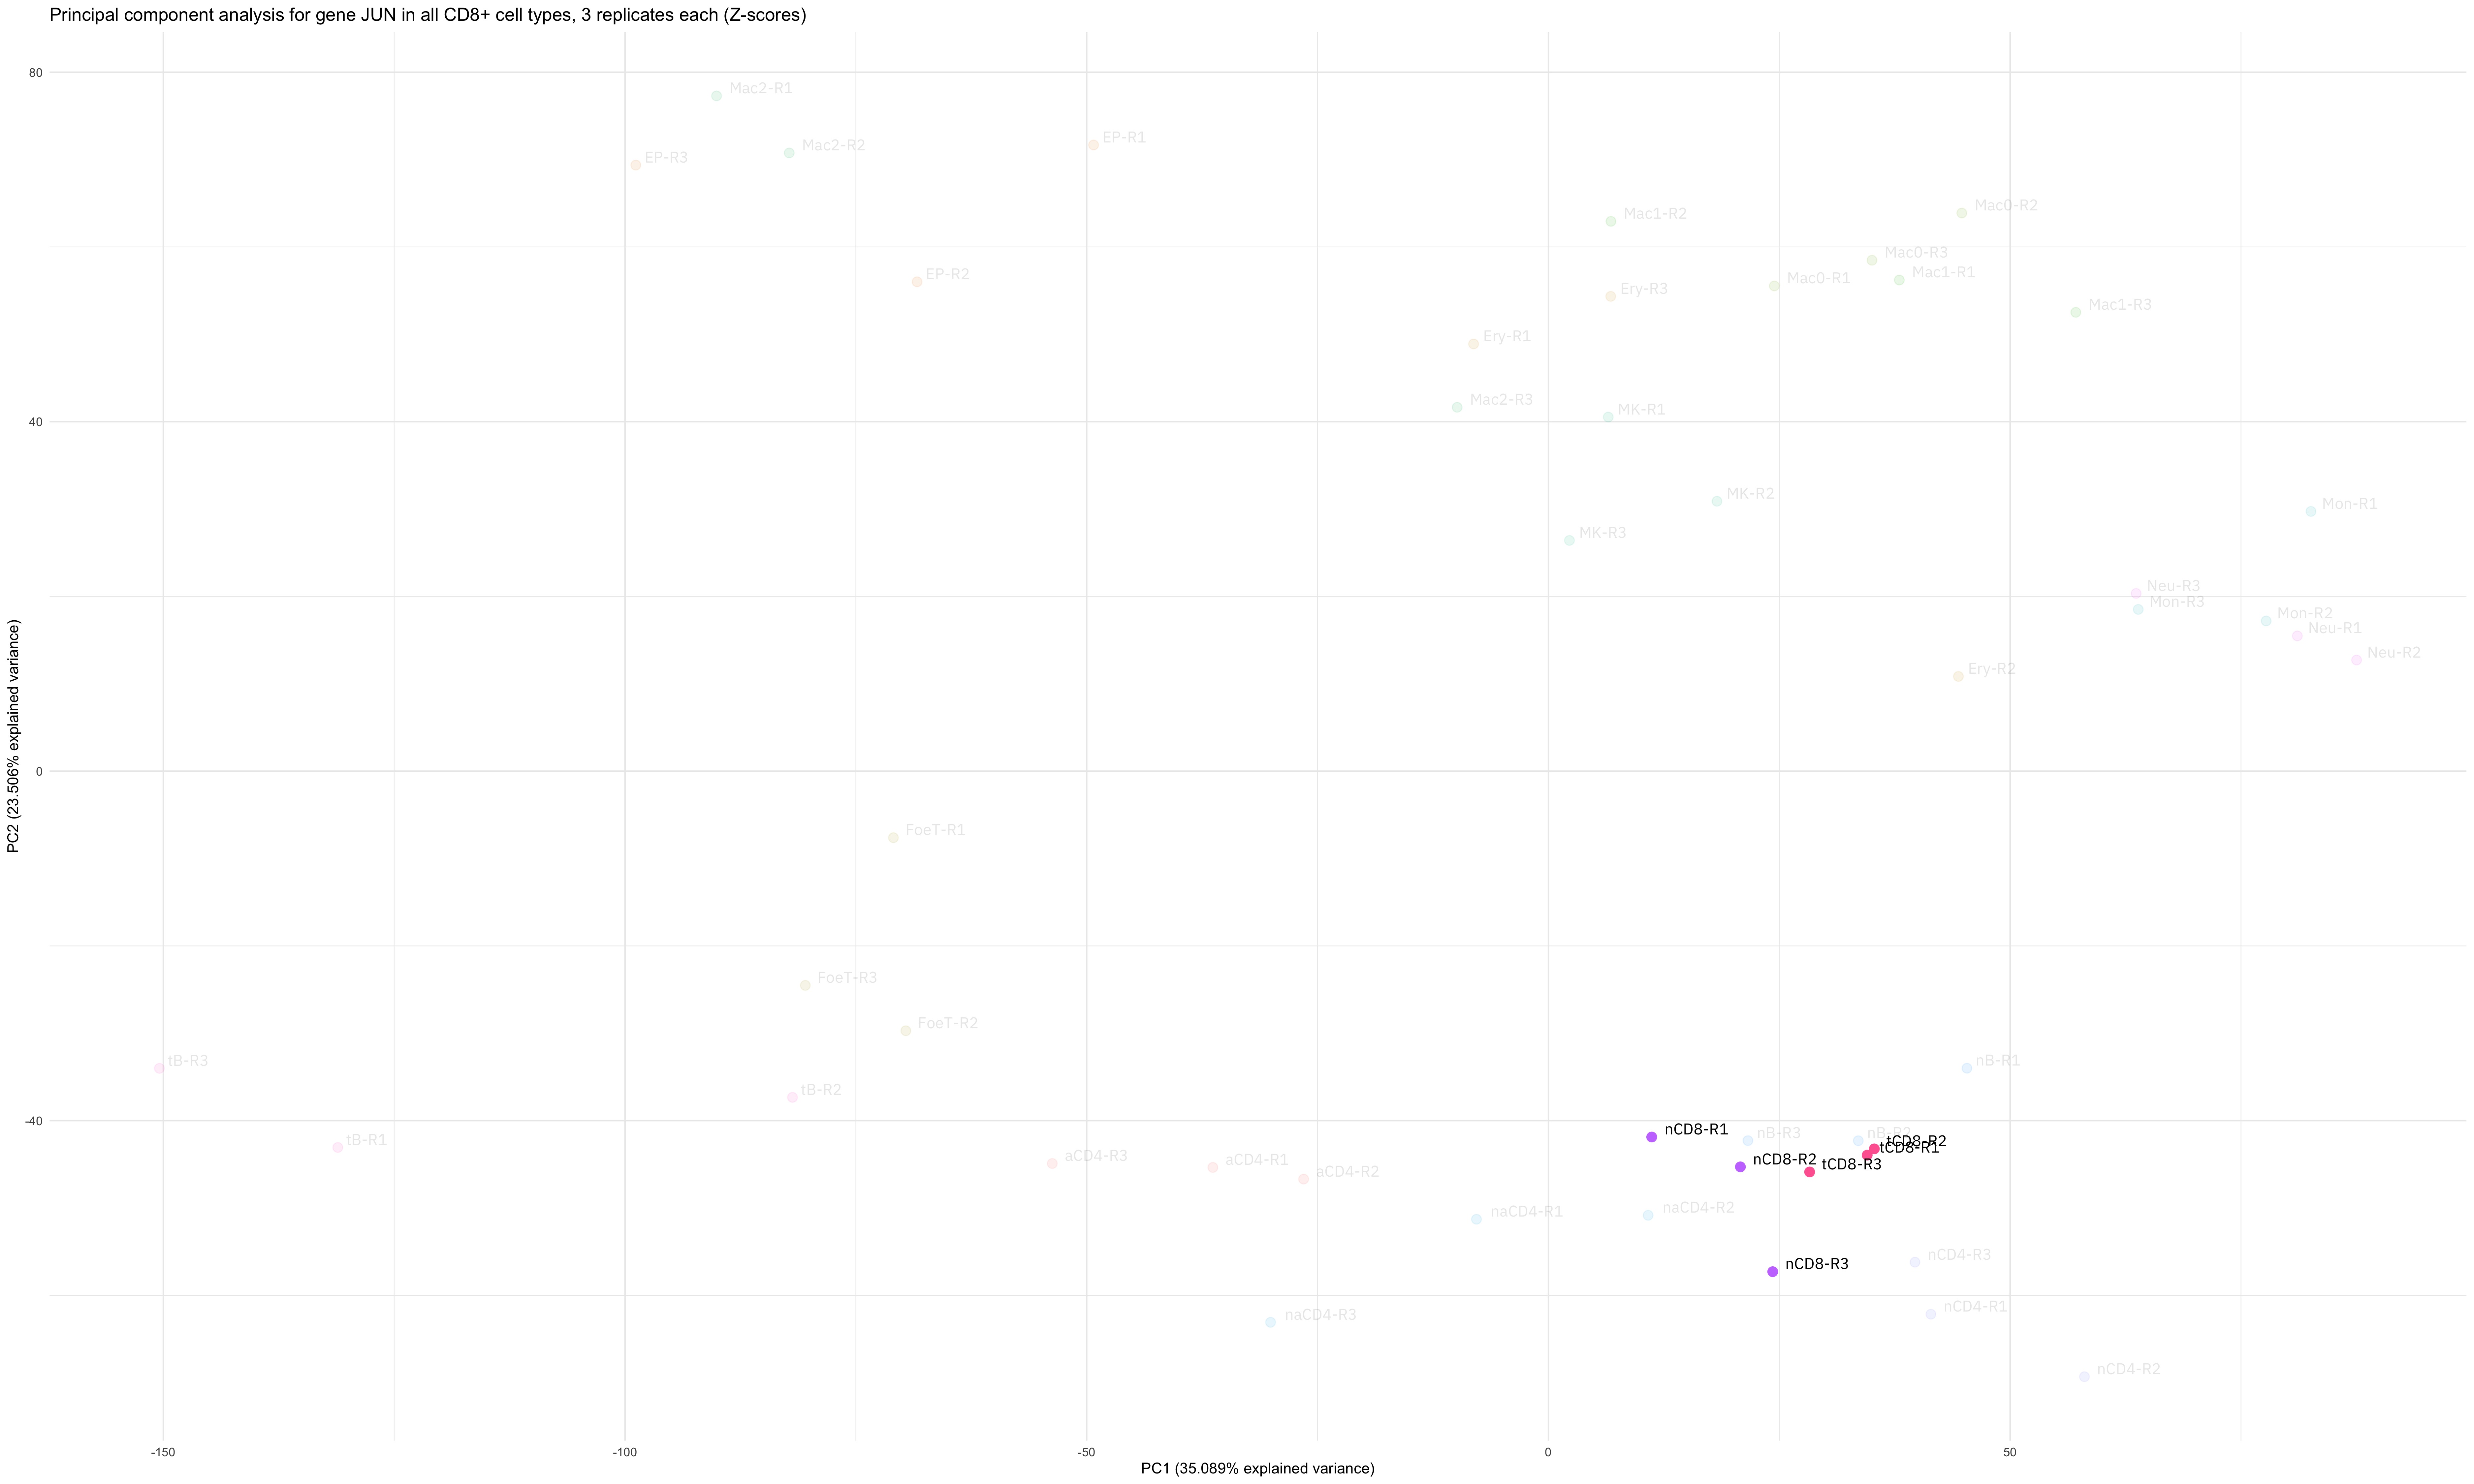 Principal component analysis for gene JUN in all CD8+ cell types, 3 replicates each (Z-scores)
80
Mac2-R1
EP-R1
Mac2-R2
EP-R3
Mac0-R2
Mac1-R2
Mac0-R3
Mac1-R1
EP-R2
Mac0-R1
Ery-R3
Mac1-R3
Ery-R1
Mac2-R3
MK-R1
40
MK-R2
Mon-R1
MK-R3
Neu-R3
Mon-R3
Mon-R2
Neu-R1
Neu-R2
Ery-R2
PC2 (23.506% explained variance)
0
FoeT-R1
FoeT-R3
FoeT-R2
tB-R3
nB-R1
tB-R2
-40
nCD8-R1
nB-R3
nB-R2
tB-R1
tCD8-R2
tCD8-R1
aCD4-R3
aCD4-R1
nCD8-R2
tCD8-R3
aCD4-R2
naCD4-R2
naCD4-R1
nCD4-R3
nCD8-R3
nCD4-R1
naCD4-R3
nCD4-R2
-150
-100
-50
0
50
PC1 (35.089% explained variance)